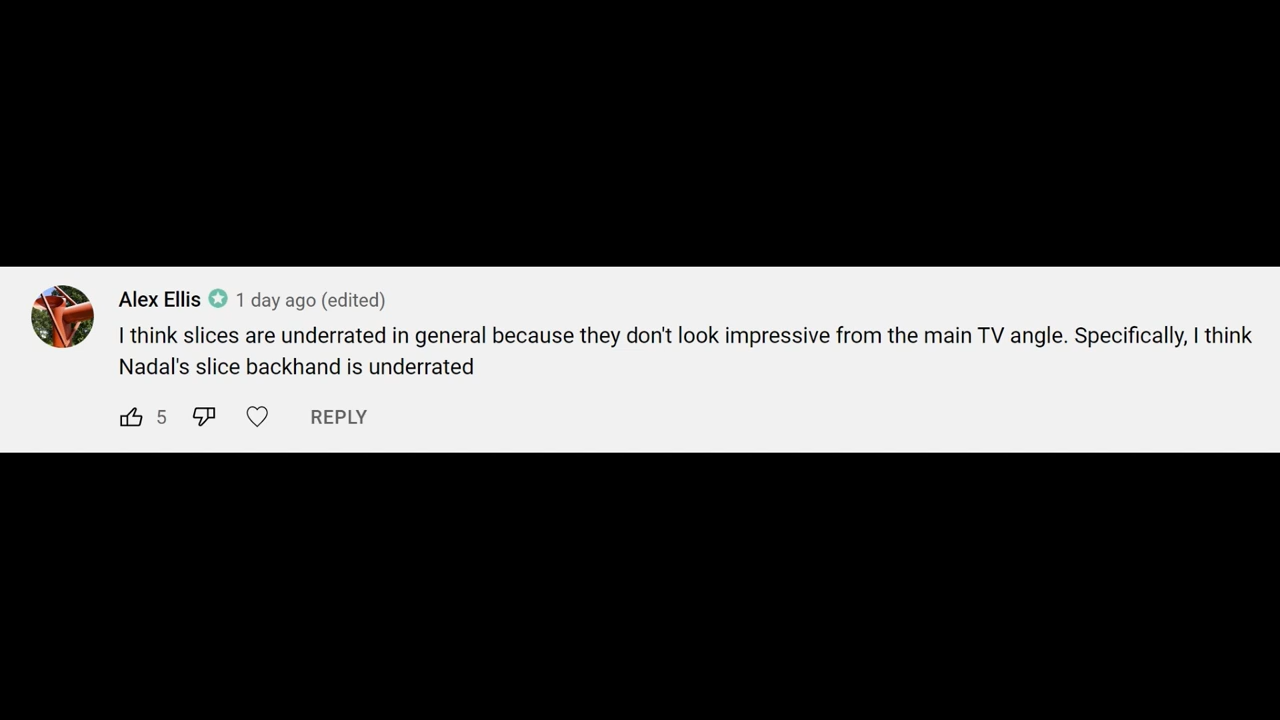 Alex Ellis 1 day ago (edited)
I think slices are underrated in general because they don't look impressive from the main TV angle. Specifically, I think
Nadal's slice backhand is underrated
5 REPLY